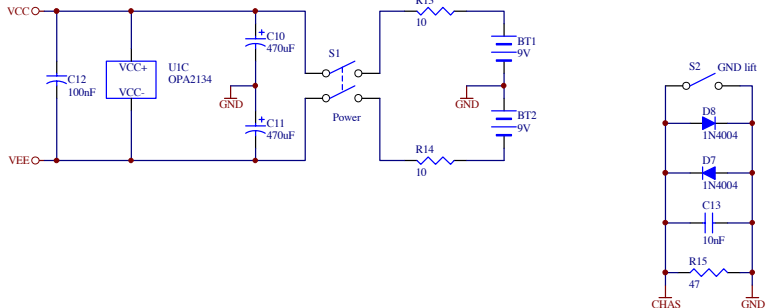 VCC
R13
10
C10
470uF
S1
BT1
9V
S2
GND lift
U1C
OPA2134
VCC+
VCC-
C12
100nF
GND
GND
C11
470uF
Power
BT2
9V
D8
1N4004
VEE
R14
10
D7
1N4004
C13
10nF
R15
47
CHAS
GND